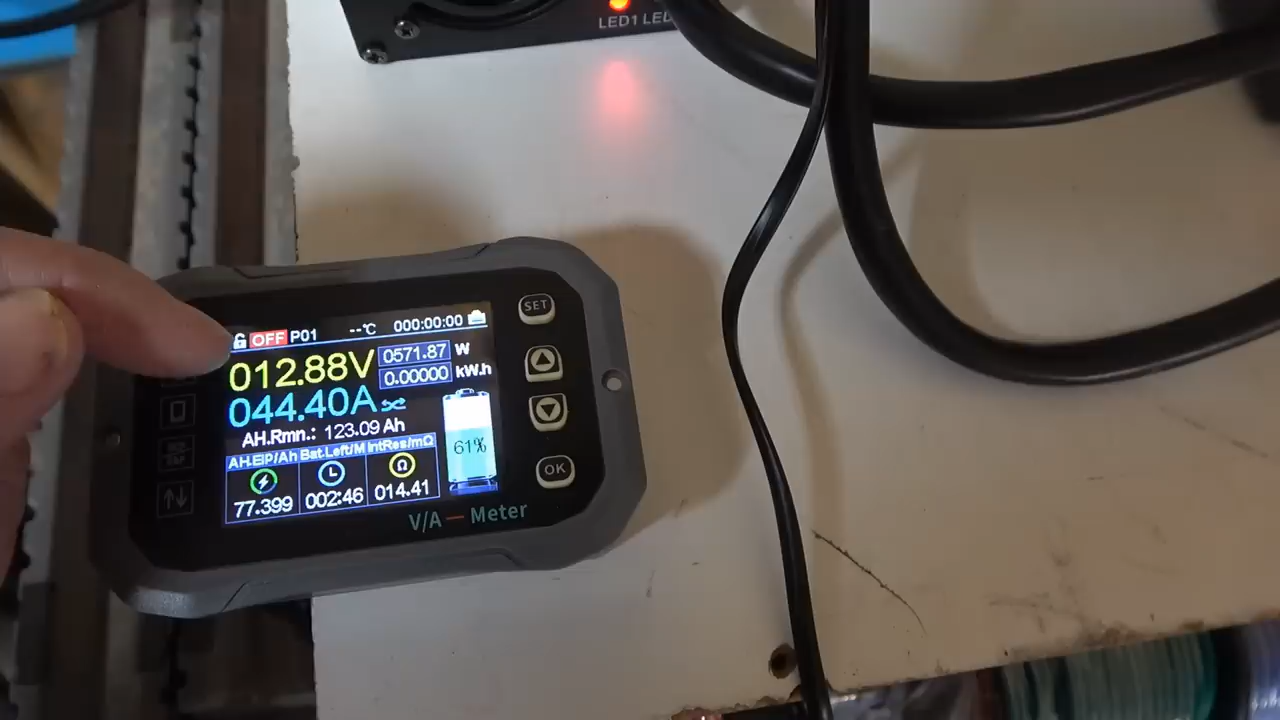 LED1 LED
OFF P01 --℃ 000:00:00
012.88V 0571.87 W
0.00000 kW.h
044.40A
AH.Rmn.: 123.09 Ah
61%
AH.EIP/Ah Bat.Left/M IntRes/mΩ
Ω
77.399 002:46 014.41
V/A — Meter
SET
OK